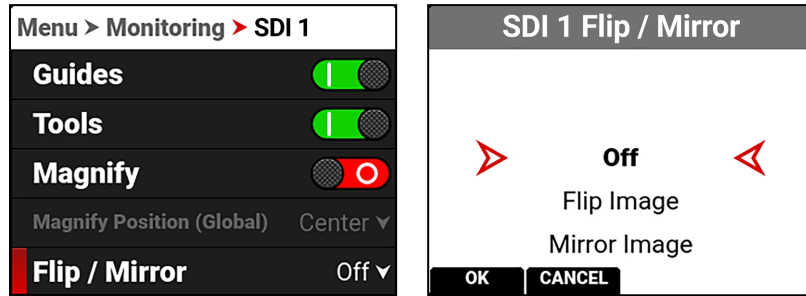 Menu > Monitoring > SDI 1
Guides
Tools
Magnify
Magnify Position (Global) Center
Flip / Mirror Off
SDI 1 Flip / Mirror
Off
Flip Image
Mirror Image
OK CANCEL